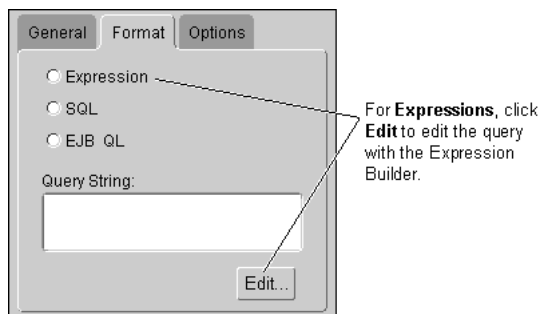 General Format Options
Expression
SQL
EJB QL
Query String:
Edit...
For Expressions, click
Edit to edit the query
with the Expression
Builder.